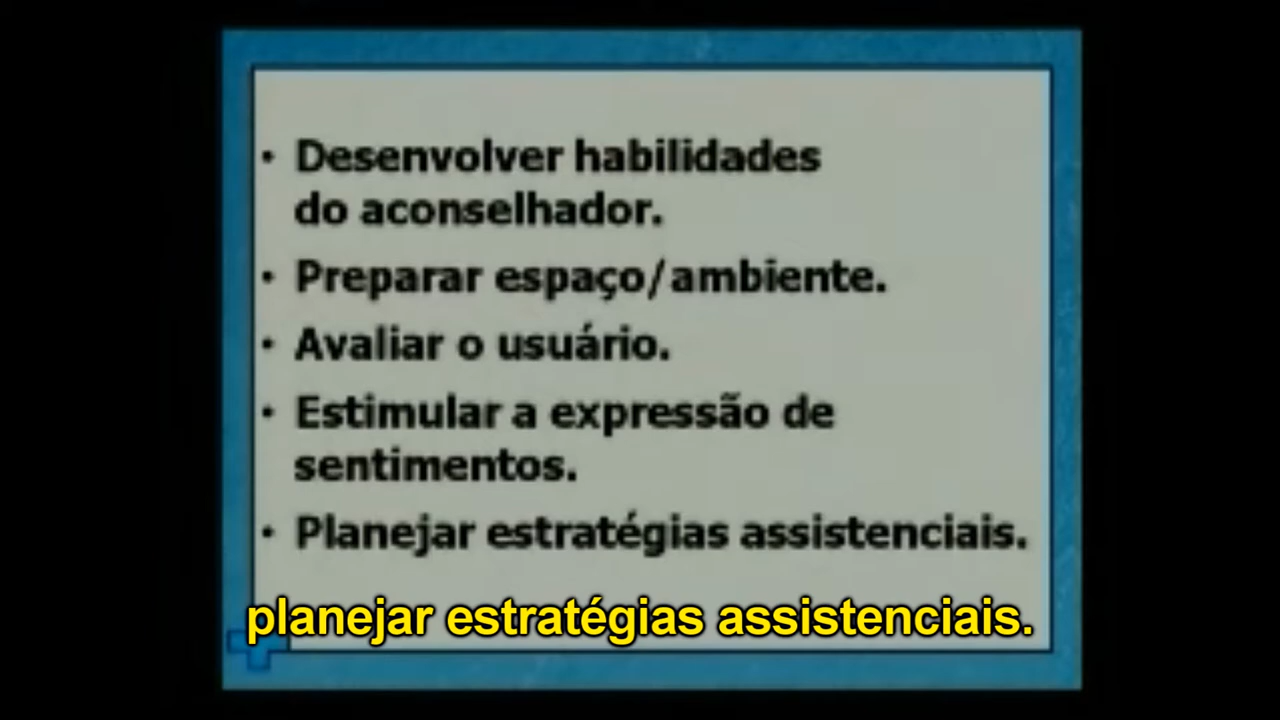 • Desenvolver habilidades
do aconselhador.
• Preparar espaço/ambiente.
• Avaliar o usuário.
• Estimular a expressão de
sentimentos.
• Planejar estratégias assistenciais.
planejar estratégias assistenciais.